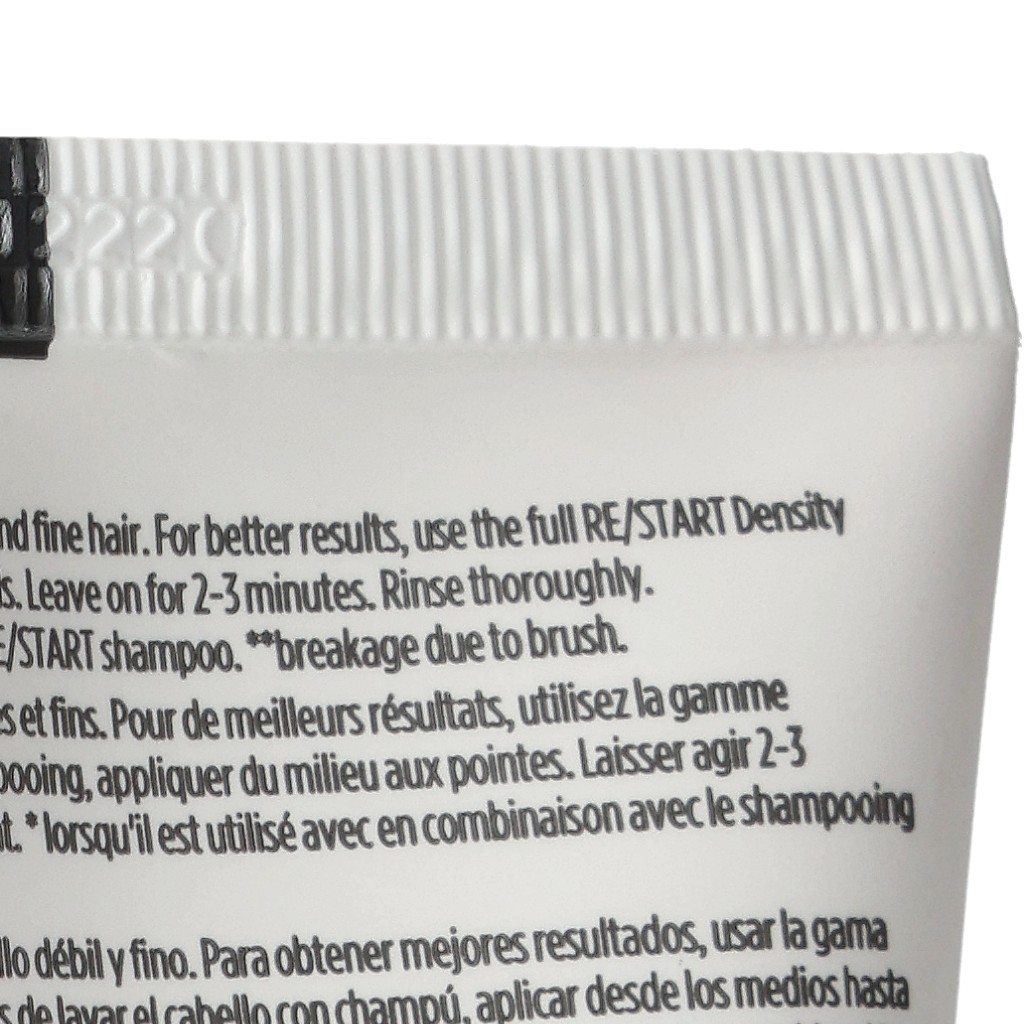 222C
nd fine hair. For better results, use the full RE/START Density
s. Leave on for 2-3 minutes. Rinse thoroughly.
E/START shampoo. **breakage due to brush.
s et fins. Pour de meilleurs résultats, utilisez la gamme
ooing, appliquer du milieu aux pointes. Laisser agir 2-3
t. *lorsqu'il est utilisé avec en combinaison avec le shampooing
llo débil y fino. Para obtener mejores resultados, usar la gama
s de lavar el cabello con champú, aplicar desde los medios hasta